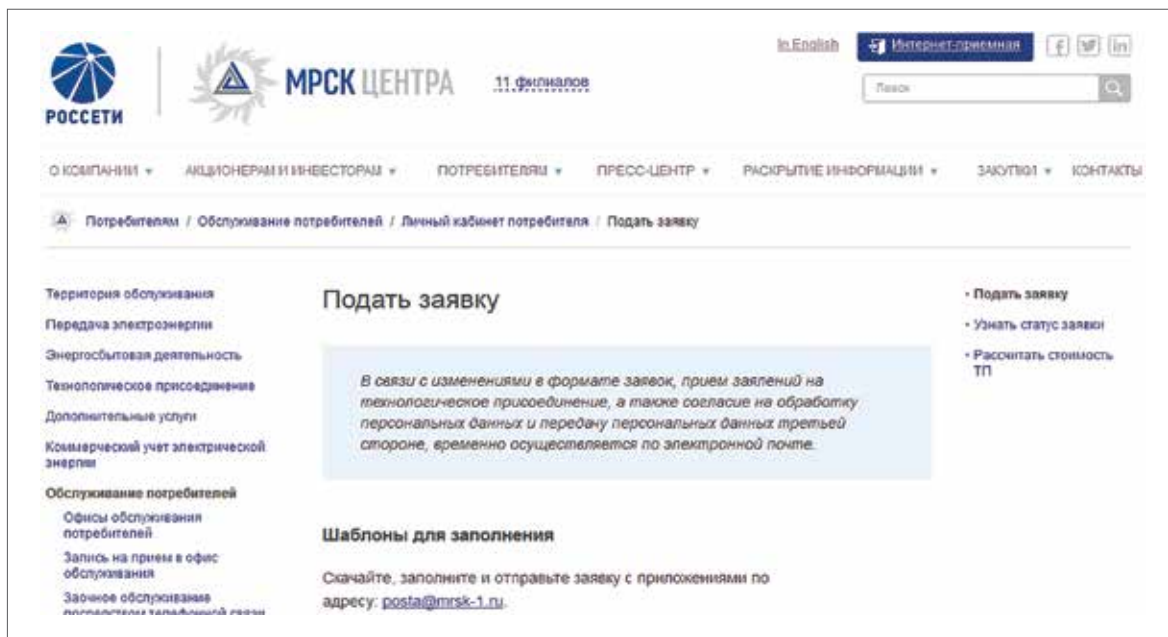 In English
Интернет-приемная
РОССЕТИ
МРСК ЦЕНТРА
11 филиалов
Поиск
О КОМПАНИИ
АКЦИОНЕРАМ И ИНВЕСТОРАМ
ПОТРЕБИТЕЛЯМ
ПРЕСС-ЦЕНТР
РАСКРЫТИЕ ИНФОРМАЦИИ
ЗАКУПКИ
КОНТАКТЫ
Потребителям / Обслуживание потребителей / Личный кабинет потребителя / Подать заявку
Территория обслуживания
Передача электроэнергии
Энергосбытовая деятельность
Технологическое присоединение
Дополнительные услуги
Коммерческий учет электрической
энергии
Обслуживание потребителей
Офисы обслуживания
потребителей
Запись на прием в офис
обслуживания
Заочное обслуживание
посредством телефонной связи
Подать заявку
В связи с изменениями в формате заявок, прием заялений на
технологическое присоединение, а также согласие на обработку
персональных данных и передачу персональных данных третьей
стороне, временно осуществляется по электронной почте.
Шаблоны для заполнения
Скачайте, заполните и отправьте заявку с приложениями по
адресу: posta@mrsk-1.ru.
• Подать заявку
• Узнать статус заявки
• Рассчитать стоимость
ТП